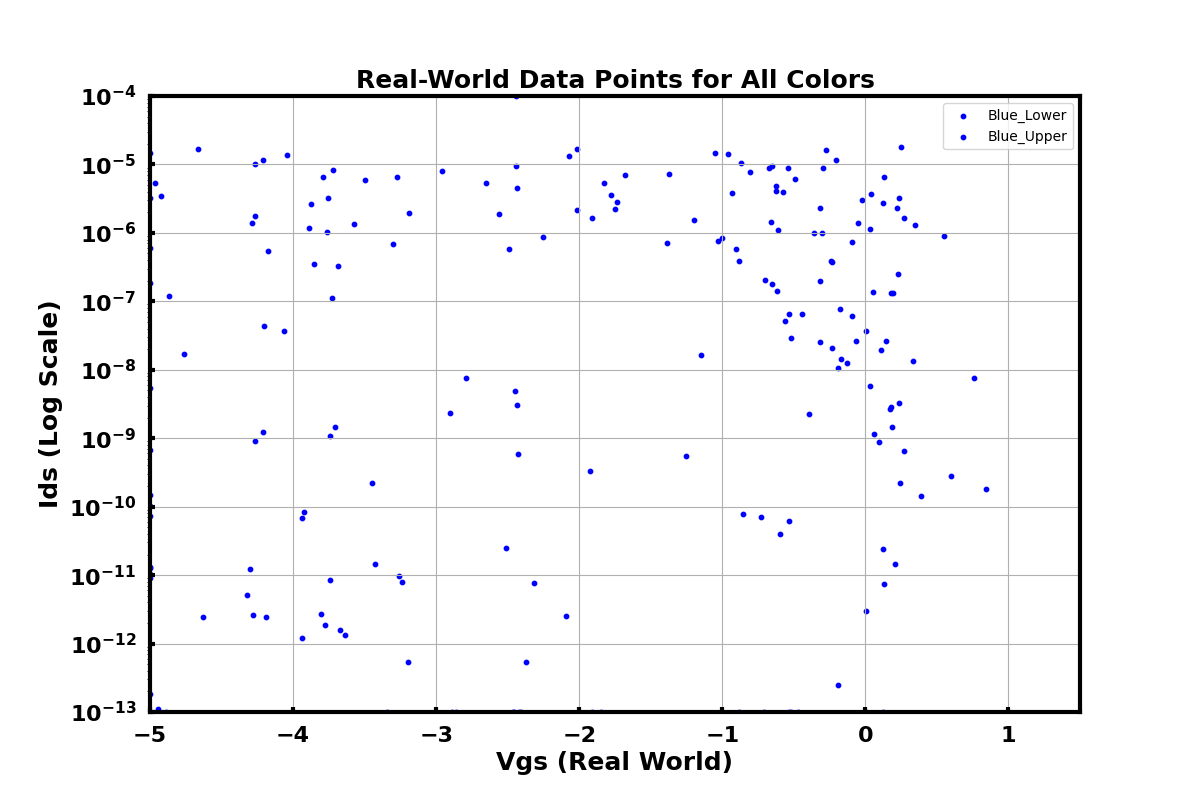 Real-World Data Points for All Colors
Blue_Lower
Blue_Upper
Ids (Log Scale)
10⁻⁴
10⁻⁵
10⁻⁶
10⁻⁷
10⁻⁸
10⁻⁹
10⁻¹⁰
10⁻¹¹
10⁻¹²
10⁻¹³
−5 −4 −3 −2 −1 0 1
Vgs (Real World)